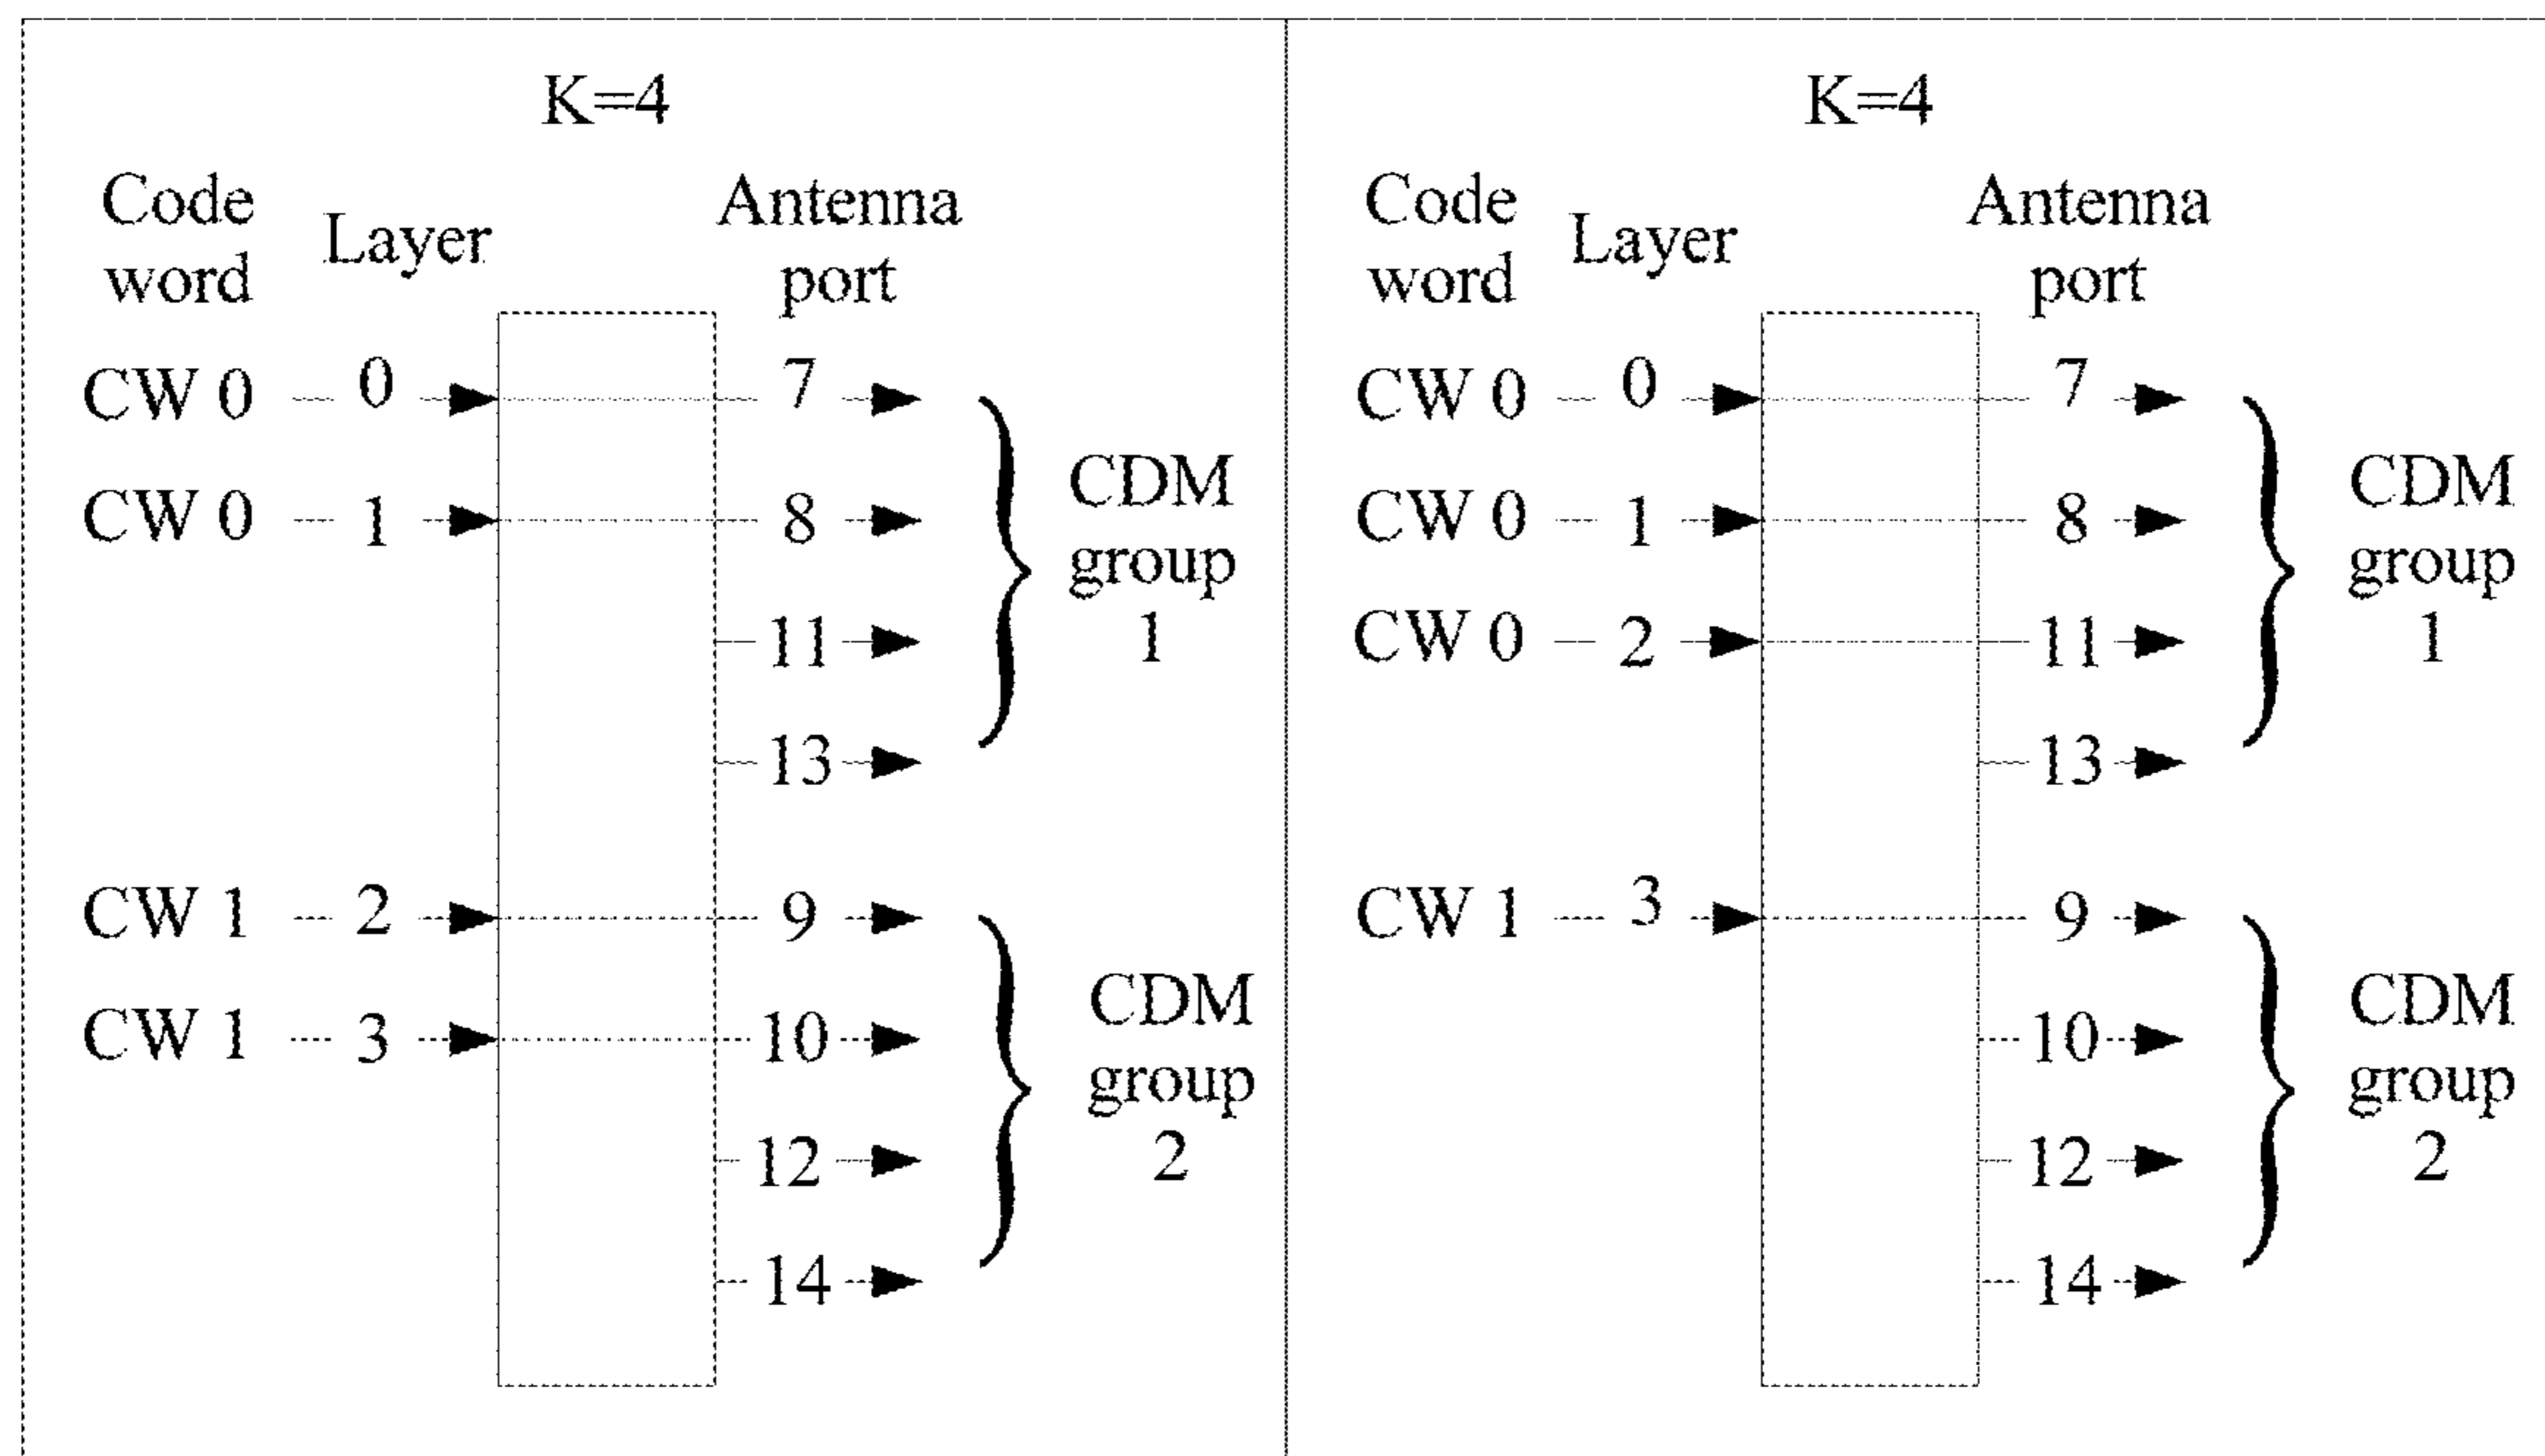 K=4
Code
word
Layer
Antenna
port
CW 0 0 7
CW 0 1 8
11
13
CDM
group
1
CW 1 2 9
CW 1 3 10
12
14
CDM
group
2
K=4
Code
word
Layer
Antenna
port
CW 0 0 7
CW 0 1 8
CW 0 2 11
13
CDM
group
1
CW 1 3 9
10
12
14
CDM
group
2